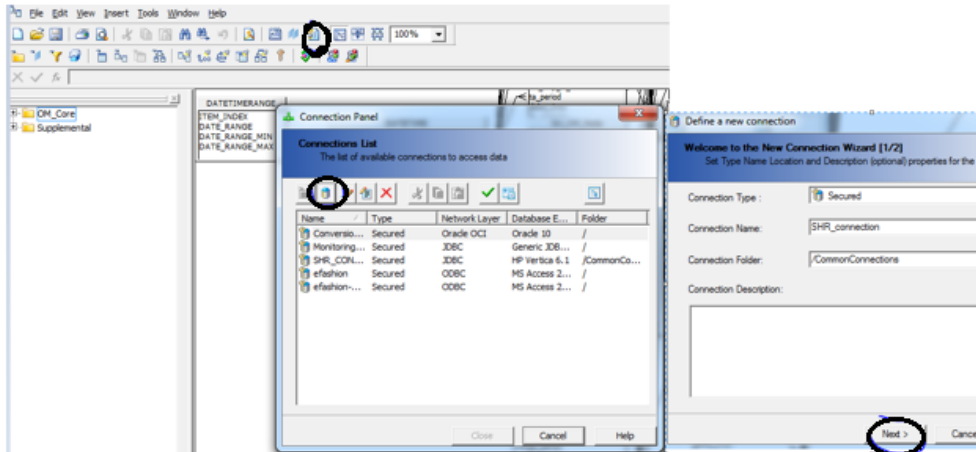 File Edit View Insert Tools Window Help
100%
OM_Core
Supplemental
DATETIMERANGE
ITEM_INDEX
DATE_RANGE
DATE_RANGE_MIN
DATE_RANGE_MAX
ta_period
Connection Panel
Connections List
The list of available connections to access data
Name Type Network Layer Database E... Folder
Conversio... Secured Oracle OCI Oracle 10 /
Monitoring... Secured JDBC Generic JDB... /
SHR_CON... Secured JDBC HP Vertica 6.1 /CommonCo...
efashion Secured ODBC MS Access 2... /
efashion-... Secured ODBC MS Access 2... /
Close Cancel Help
Define a new connection
Welcome to the New Connection Wizard [1/2]
Set Type Name Location and Description (optional) properties for the
Connection Type : Secured
Connection Name: SHR_connection
Connection Folder: /CommonConnections
Connection Description:
Next > Cance